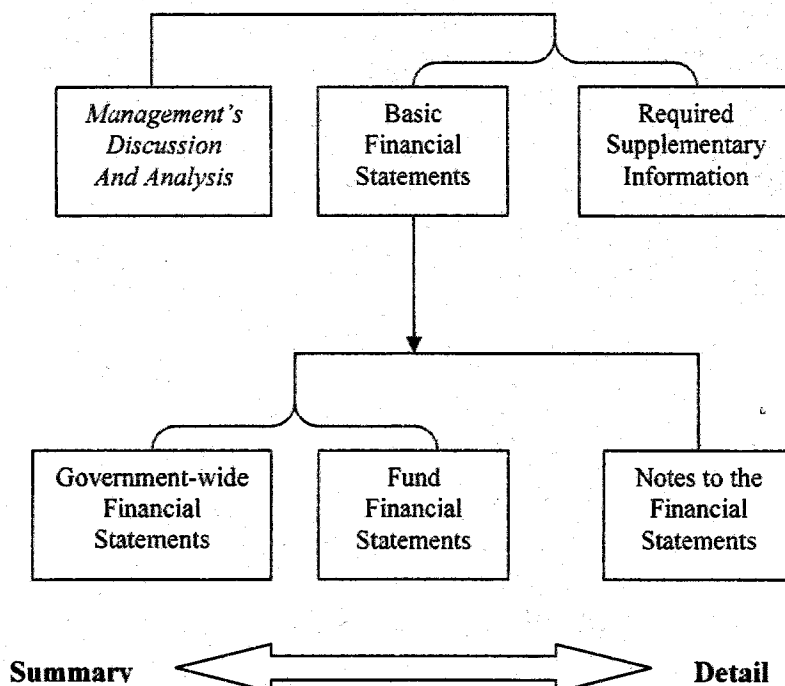 Management's
Discussion
And Analysis
Basic
Financial
Statements
Required
Supplementary
Information
Government-wide
Financial
Statements
Fund
Financial
Statements
Notes to the
Financial
Statements
Summary
Detail